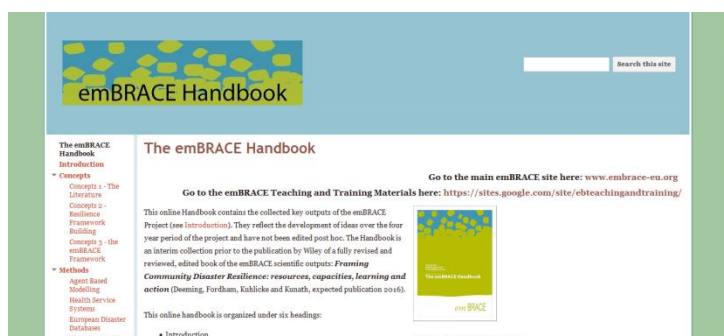 emBRACE Handbook
Search this site
The emBRACE
Handbook
Introduction
Concepts
Concepts 1 - The
Literature
Concepts 2 -
Resilience
Framework
Building
Concepts 3 - the
emBRACE
Framework
Methods
Agent Based
Modelling
Health Service
Systems
European Disaster
Databases
The emBRACE Handbook
Go to the main emBRACE site here: www.embrace-eu.org
Go to the emBRACE Teaching and Training Materials here: https://sites.google.com/site/ebteachingandtraining/
This online Handbook contains the collected key outputs of the emBRACE
Project (see Introduction). They reflect the development of ideas over the four
year period of the project and have not been edited post hoc. The Handbook is
an interim collection prior to the publication by Wiley of a fully revised and
reviewed, edited book of the emBRACE scientific outputs: Framing
Community Disaster Resilience: resources, capacities, learning and
action (Deeming, Fordham, Kuhlicke and Kunath, expected publication 2016).
This online handbook is organized under six headings:
• Introduction
The emBRACE Handbook
emBRACE